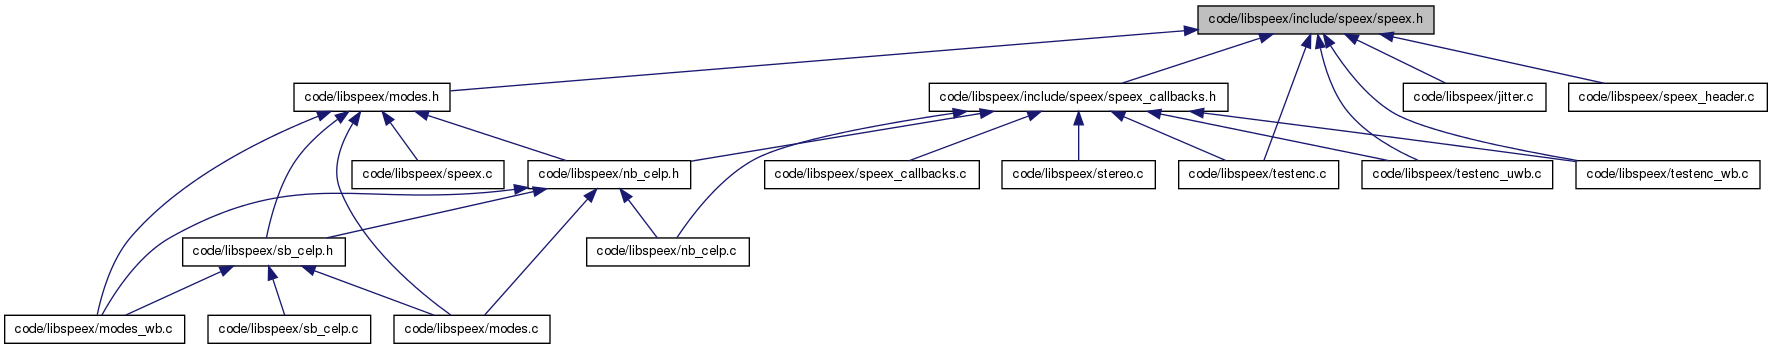 code/libspeex/include/speex/speex.h
code/libspeex/modes.h
code/libspeex/include/speex/speex_callbacks.h
code/libspeex/jitter.c
code/libspeex/speex_header.c
code/libspeex/speex.c
code/libspeex/nb_celp.h
code/libspeex/speex_callbacks.c
code/libspeex/stereo.c
code/libspeex/testenc.c
code/libspeex/testenc_uwb.c
code/libspeex/testenc_wb.c
code/libspeex/sb_celp.h
code/libspeex/nb_celp.c
code/libspeex/modes_wb.c
code/libspeex/sb_celp.c
code/libspeex/modes.c